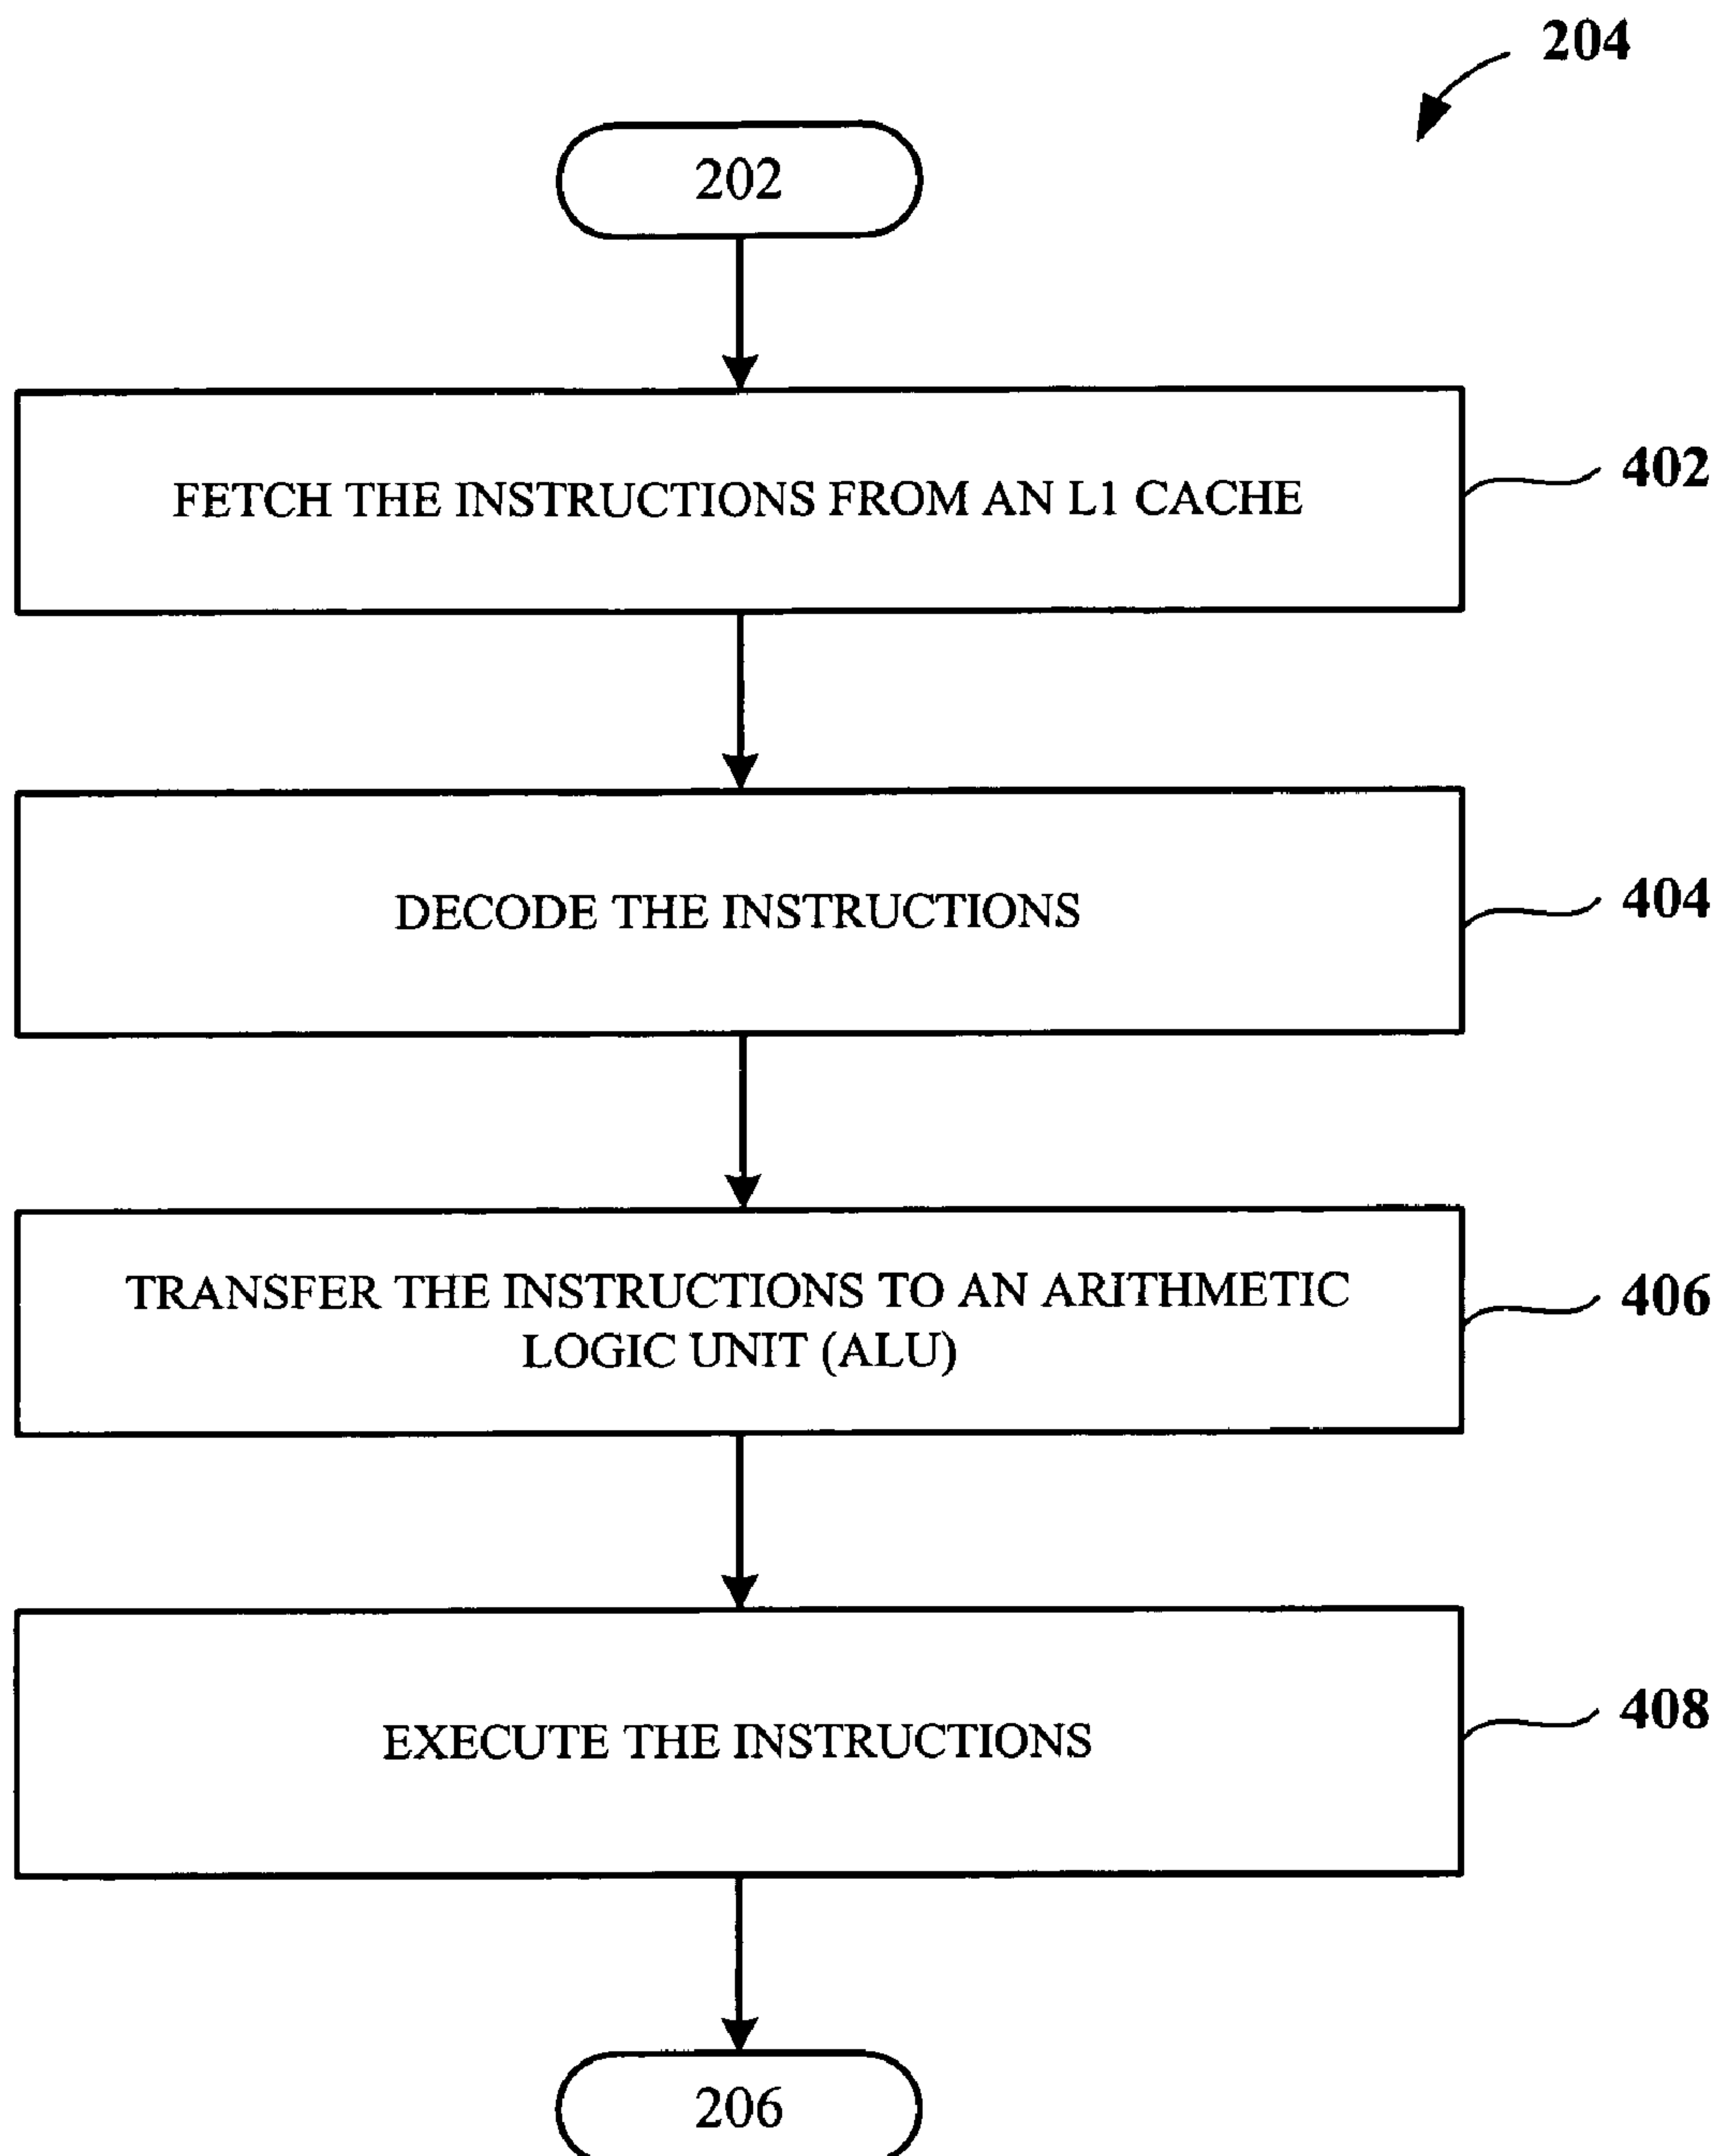 204
202
FETCH THE INSTRUCTIONS FROM AN L1 CACHE
402
DECODE THE INSTRUCTIONS
404
TRANSFER THE INSTRUCTIONS TO AN ARITHMETIC
LOGIC UNIT (ALU)
406
EXECUTE THE INSTRUCTIONS
408
206